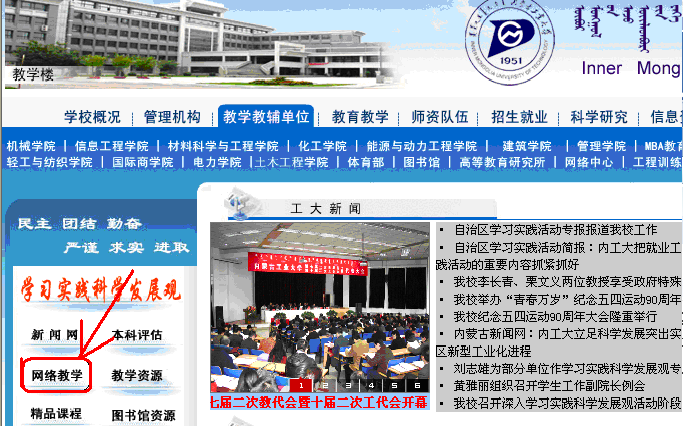 教学楼
1951
INNER MONGOLIA UNIVERSITY OF TECHNOLOGY
Inner Mong
学校概况 管理机构 教学教辅单位 教育教学 师资队伍 招生就业 科学研究 信息
机械学院 | 信息工程学院 | 材料科学与工程学院 | 化工学院 | 能源与动力工程学院 | 建筑学院 | 管理学院 | MBA教育
轻工与纺织学院 | 国际商学院 | 电力学院 | 土木工程学院 | 体育部 | 图书馆 | 高等教育研究所 | 网络中心 | 工程训练
民主 团结 勤奋
严谨 求实 进取
学习实践科学发展观
新闻网 本科评估
网络教学 教学资源
精品课程 图书馆资源
工大新闻
1 2 3 4 5 6
七届二次教代会暨十届二次工代会开幕
· 自治区学习实践活动专报报道我校工作
· 自治区学习实践活动简报：内工大把就业工
践活动的重要内容抓紧抓好
· 我校李长青、栗文义两位教授享受政府特殊
· 我校举办“青春万岁”纪念五四运动90周年
· 我校纪念五四运动90周年大会隆重举行
· 内蒙古新闻网：内工大立足科学发展突出实
区新型工业化进程
· 刘志雄为部分单位作学习实践科学发展观专
· 黄雅丽组织召开学生工作副院长例会
· 我校召开深入学习实践科学发展观活动阶段